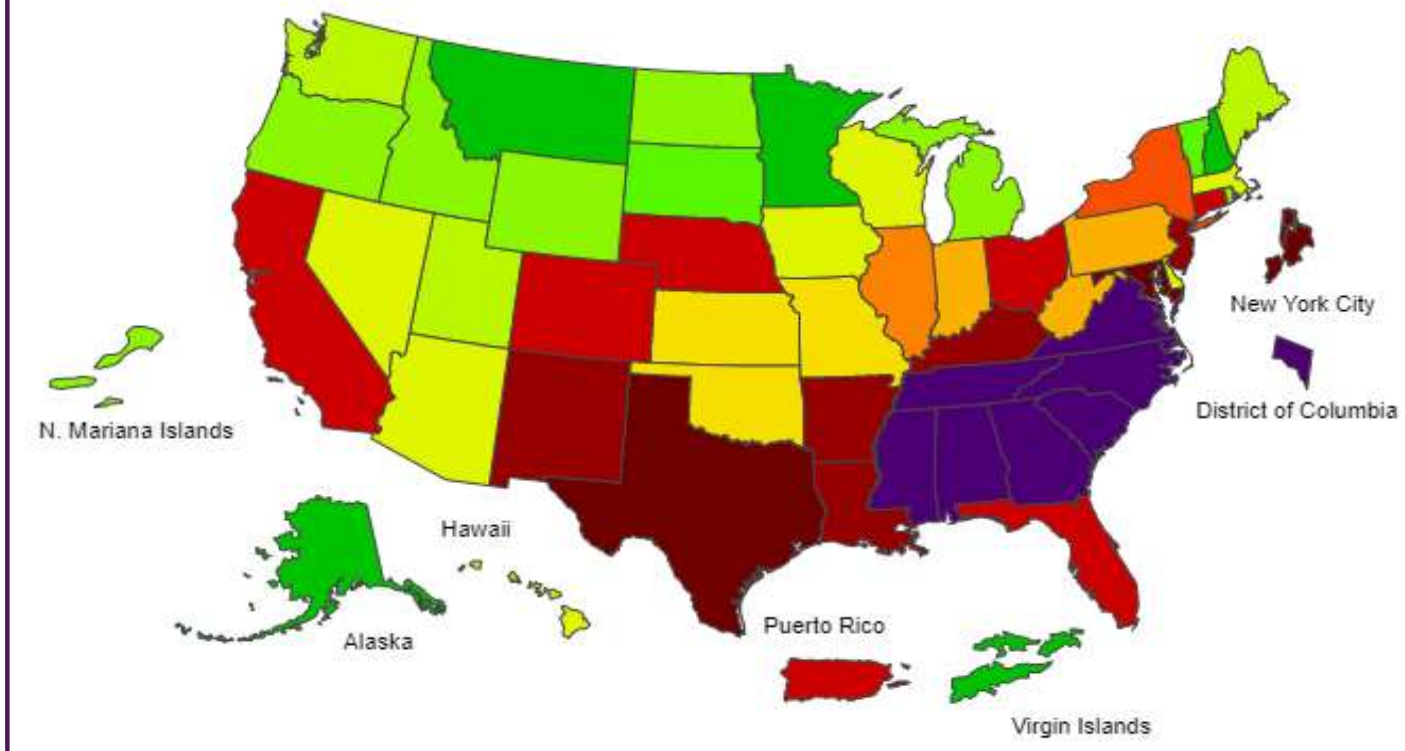 New York City
District of Columbia
N. Mariana Islands
Hawaii
Alaska
Puerto Rico
Virgin Islands